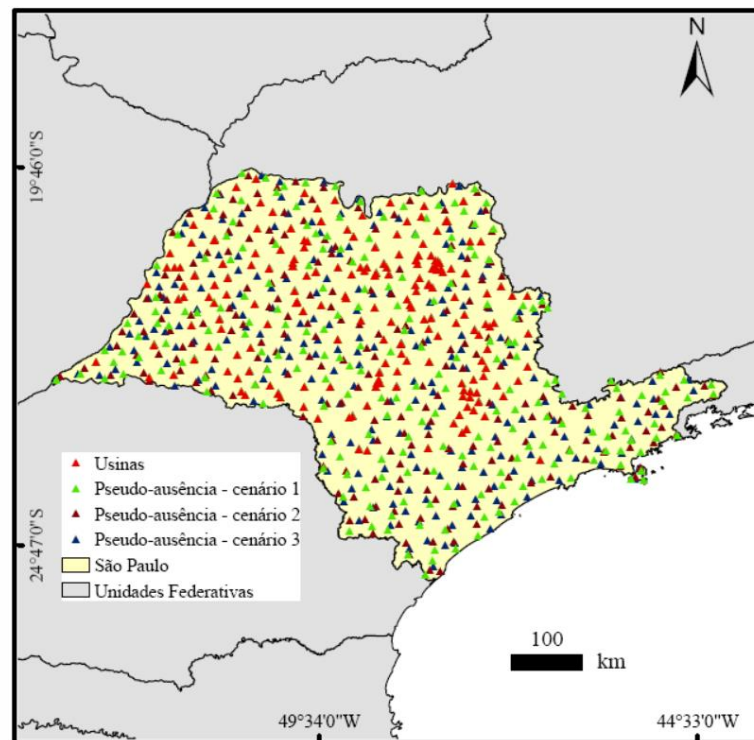 N
19°46'0"S
24°47'0"S
Usinas
Pseudo-ausência - cenário 1
Pseudo-ausência - cenário 2
Pseudo-ausência - cenário 3
São Paulo
Unidades Federativas
100
km
49°34'0"W
44°33'0"W